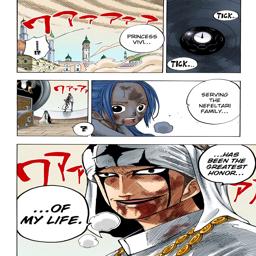 TICK...
TICK...
PRINCESS
VIVI...
!?
SERVING
THE
NEFELTARI
FAMILY...
?
...HAS
BEEN THE
GREATEST
HONOR...
...OF
MY LIFE.